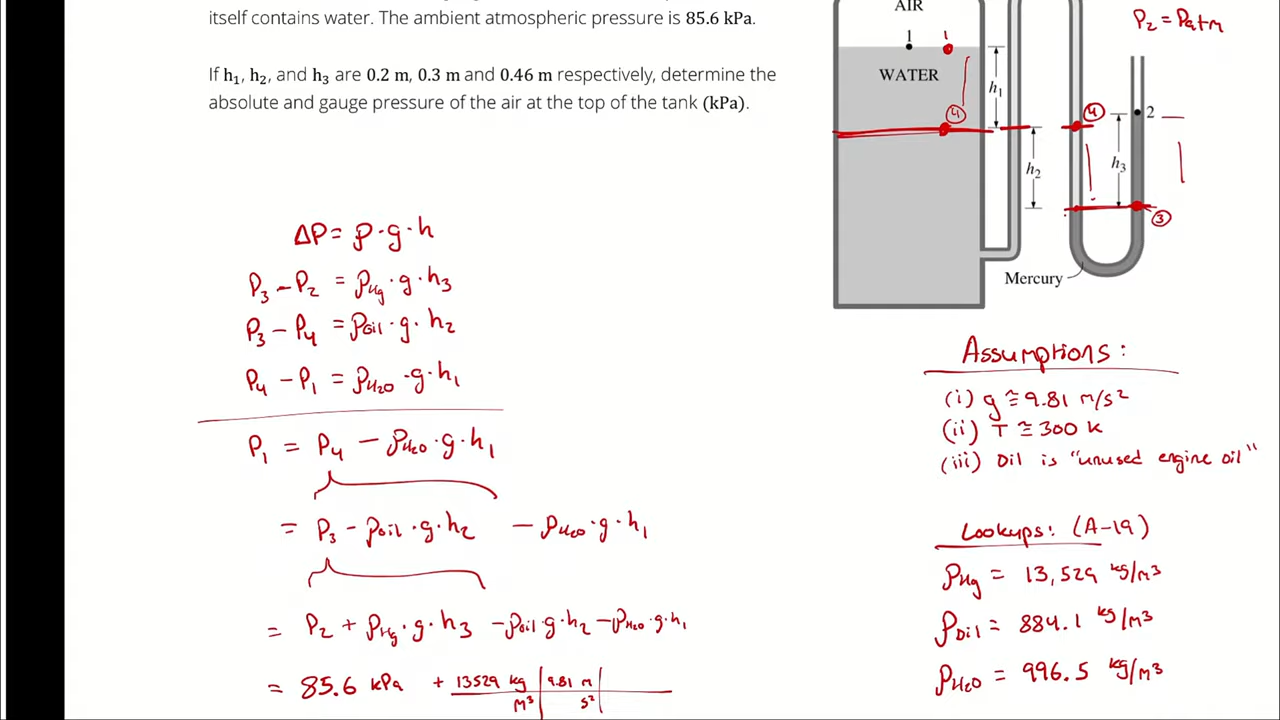 itself contains water. The ambient atmospheric pressure is 85.6 kPa.
If h₁, h₂, and h₃ are 0.2 m, 0.3 m and 0.46 m respectively, determine the
absolute and gauge pressure of the air at the top of the tank (kPa).
AIR
1
1
WATER
h₁
4
4
2
h₂
h₃
3
Mercury
P₂ = Patm
ΔP = ρ·g·h
P₃ - P₂ = ρHg·g·h₃
P₃ - P₄ = ρoil·g·h₂
P₄ - P₁ = ρH₂O·g·h₁
P₁ = P₄ - ρH₂O·g·h₁
= P₃ - ρoil·g·h₂ - ρH₂O·g·h₁
= P₂ + ρHg·g·h₃ - ρoil·g·h₂ - ρH₂O·g·h₁
= 85.6 kPa + 13529 kg | 9.81 m |
m³ | s² |
Assumptions:
(i) g ≅ 9.81 m/s²
(ii) T ≅ 300 K
(iii) Oil is "unused engine oil"
Lookups: (A-19)
ρHg = 13,529 kg/m³
ρoil = 884.1 kg/m³
ρH₂O = 996.5 kg/m³